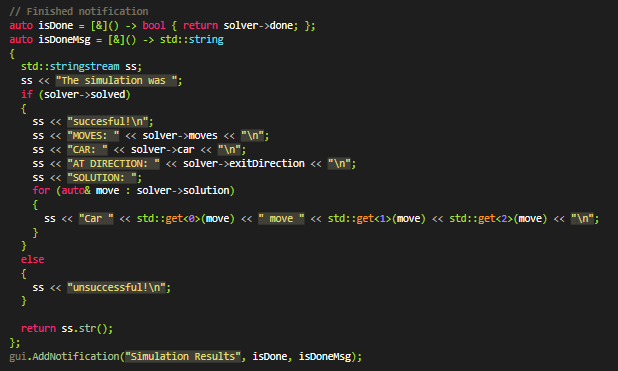 // Finished notification
auto isDone = [&]() -> bool { return solver->done; };
auto isDoneMsg = [&]() -> std::string
{
  std::stringstream ss;
  ss << "The simulation was ";
  if (solver->solved)
  {
    ss << "succesful!\n";
    ss << "MOVES: " << solver->moves << "\n";
    ss << "CAR: " << solver->car << "\n";
    ss << "AT DIRECTION: " << solver->exitDirection << "\n";
    ss << "SOLUTION: ";
    for (auto& move : solver->solution)
    {
      ss << "Car " << std::get<0>(move) << " move " << std::get<1>(move) << std::get<2>(move) << "\n";
    }
  }
  else
  {
    ss << "unsuccessful!\n";
  }

  return ss.str();
};
gui.AddNotification("Simulation Results", isDone, isDoneMsg);